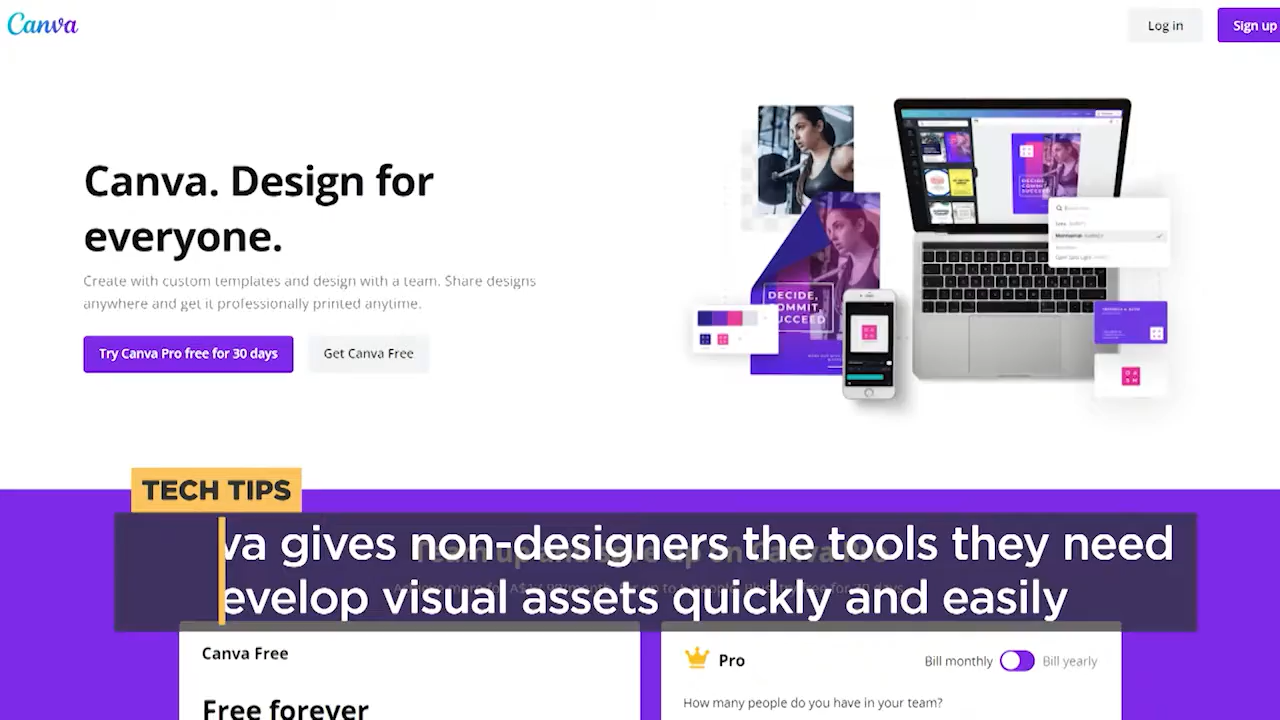 Canva
Log in
Sign up
Canva. Design for
everyone.
Create with custom templates and design with a team. Share designs
anywhere and get it professionally printed anytime.
Try Canva Pro free for 30 days
Get Canva Free
DECIDE,
COMMIT,
SUCCEED
TECH TIPS
va gives non-designers the tools they need
evelop visual assets quickly and easily
Canva Free
Free forever
Pro
Bill monthly
Bill yearly
How many people do you have in your team?